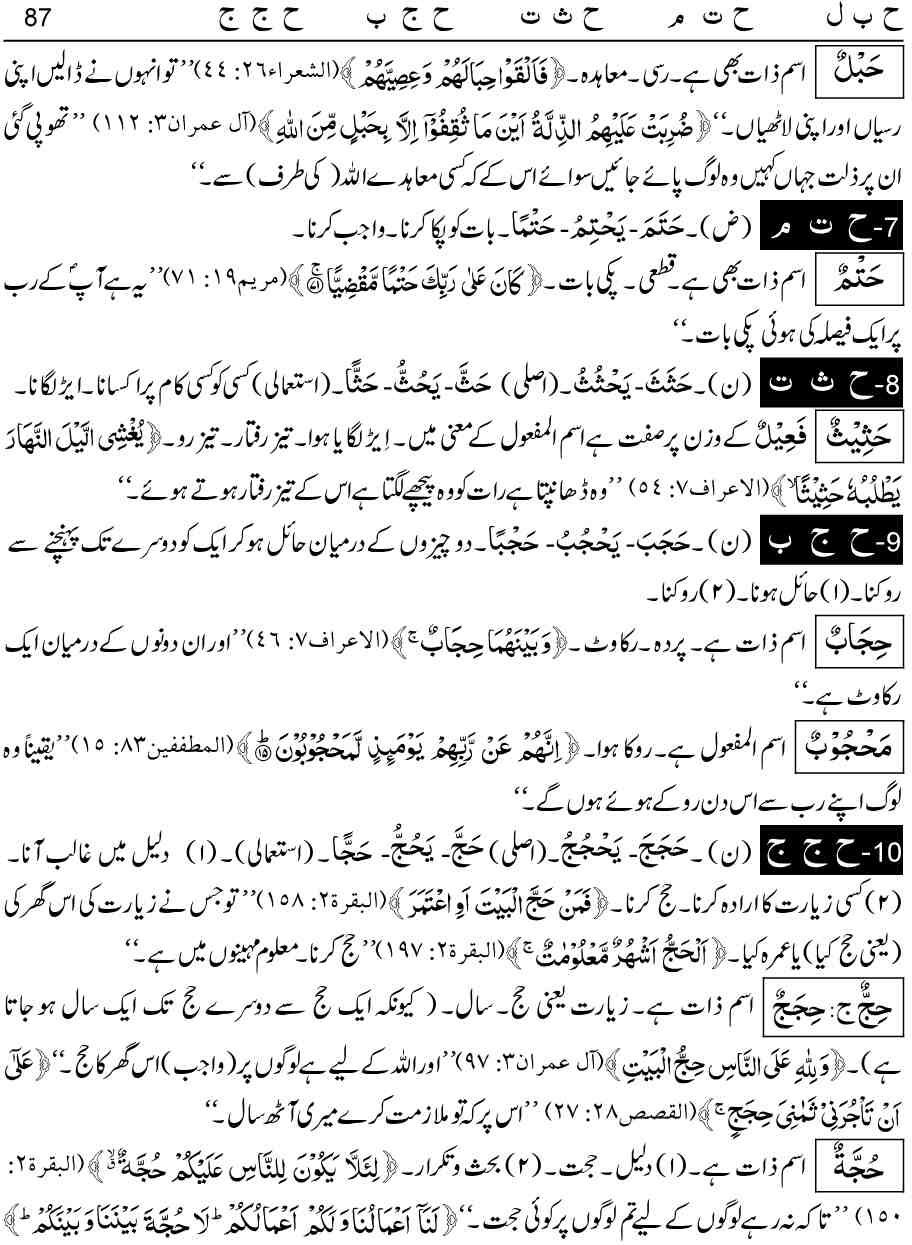 ح ب ل ح ت م ح ث ت ح ج ب ح ج ج 87
حَبْلٌ اسم ذات بھی ہے۔ رسی۔ معاہدہ۔ ﴿فَاَلْقَوْا حِبَالَهُمْ وَعِصِيَّهُمْ﴾ (الشعراء۲۶: ۴۴) ’’تو انہوں نے ڈالیں اپنی
رسیاں اور اپنی لاٹھیاں۔‘‘ ﴿ضُرِبَتْ عَلَيْهِمُ الذِّلَّةُ اَيْنَ مَا ثُقِفُوْٓا اِلَّا بِحَبْلٍ مِّنَ اللّٰهِ﴾ (آل عمران۳: ۱۱۲) ’’تھوپی گئی
ان پر ذلت جہاں کہیں وہ لوگ پائے جائیں سوائے اس کے کہ کسی معاہدے اللہ (کی طرف) سے۔‘‘
7- ح ت م (ض)۔ حَتَمَ- يَحْتِمُ- حَتْمًا۔ بات کو پکا کرنا۔ واجب کرنا۔
حَتْمٌ اسم ذات بھی ہے۔ قطعی۔ پکی بات۔ ﴿كَانَ عَلٰى رَبِّكَ حَتْمًا مَّقْضِيًّا ۚ۝۷۱﴾ (مریم۱۹: ۷۱) ’’یہ ہے آپؐ کے رب
پر ایک فیصلہ کی ہوئی پکی بات۔‘‘
8- ح ث ت (ن)۔ حَثَثَ- يَحْثُثُ۔ (اصلی) حَثَّ- يَحُثُّ- حَثًّا۔ (استعمالی) کسی کو کسی کام پر اکسانا۔ ایڑ لگانا۔
حَثِيْثٌ فَعِيْلٌ کے وزن پر صفت ہے اسم المفعول کے معنی میں۔ اِیڑ لگایا ہوا۔ تیز رفتار۔ تیز رو۔ ﴿يُغْشِى الَّيْلَ النَّهَارَ
يَطْلُبُهٗ حَثِيْثًا ۙ﴾ (الاعراف۷: ۵۴) ’’وہ ڈھانپتا ہے رات کو وہ پیچھے لگتا ہے اس کے تیز رفتار ہوتے ہوئے۔‘‘
9- ح ج ب (ن)۔ حَجَبَ- يَحْجُبُ- حَجْبًا۔ دو چیزوں کے درمیان حائل ہو کر ایک کو دوسرے تک پہنچنے سے
روکنا۔ (۱) حائل ہونا۔ (۲) روکنا۔
حِجَابٌ اسم ذات ہے۔ پردہ۔ رکاوٹ۔ ﴿وَبَيْنَهُمَا حِجَابٌ ۚ﴾ (الاعراف۷: ۴۶) ’’اور ان دونوں کے درمیان ایک
رکاوٹ ہے۔‘‘
مَحْجُوْبٌ اسم المفعول ہے۔ روکا ہوا۔ ﴿اِنَّهُمْ عَنْ رَّبِّهِمْ يَوْمَىِٕذٍ لَّمَحْجُوْبُوْنَ ؕ۝۱۵﴾ (المطففین۸۳: ۱۵) ’’یقیناً وہ
لوگ اپنے رب سے اس دن روکے ہوئے ہوں گے۔‘‘
10- ح ج ج (ن)۔ حَجَجَ- يَحْجُجُ۔ (اصلی) حَجَّ- يَحُجُّ- حَجًّا۔ (استعمالی)۔ (۱) دلیل میں غالب آنا۔
(۲) کسی زیارت کا ارادہ کرنا۔ حج کرنا۔ ﴿فَمَنْ حَجَّ الْبَيْتَ اَوِ اعْتَمَرَ﴾ (البقرۃ۲: ۱۵۸) ’’تو جس نے زیارت کی اس گھر کی
(یعنی حج کیا) یا عمرہ کیا۔ ﴿اَلْحَجُّ اَشْهُرٌ مَّعْلُوْمٰتٌ ۚ﴾ (البقرۃ۲: ۱۹۷) ’’حج کرنا۔ معلوم مہینوں میں ہے۔‘‘
حِجٌّ ج: حِجَجٌ اسم ذات ہے۔ زیارت یعنی حج۔ سال۔ (کیونکہ ایک حج سے دوسرے حج تک ایک سال ہو جاتا
ہے)۔ ﴿وَلِلّٰهِ عَلَى النَّاسِ حِجُّ الْبَيْتِ﴾ (آل عمران۳: ۹۷) ’’اور اللہ کے لیے ہے لوگوں پر (واجب) اس گھر کا حج۔‘‘ ﴿عَلٰٓى
اَنْ تَاْجُرَنِيْ ثَمٰنِيَ حِجَجٍ ۚ﴾ (القصص۲۸: ۲۷) ’’اس پر کہ تو ملازمت کرے میری آٹھ سال۔‘‘
حُجَّةٌ اسم ذات ہے۔ (۱) دلیل۔ حجت۔ (۲) بحث و تکرار۔ ﴿لِئَلَّا يَكُوْنَ لِلنَّاسِ عَلَيْكُمْ حُجَّةٌ ۙ﴾ (البقرۃ۲:
۱۵۰) ’’تا کہ نہ رہے لوگوں کے لیے تم لوگوں پر کوئی حجت۔‘‘ ﴿لَنَآ اَعْمَالُنَا وَلَكُمْ اَعْمَالُكُمْ ؕ لَا حُجَّةَ بَيْنَنَا وَبَيْنَكُمْ ؕ﴾